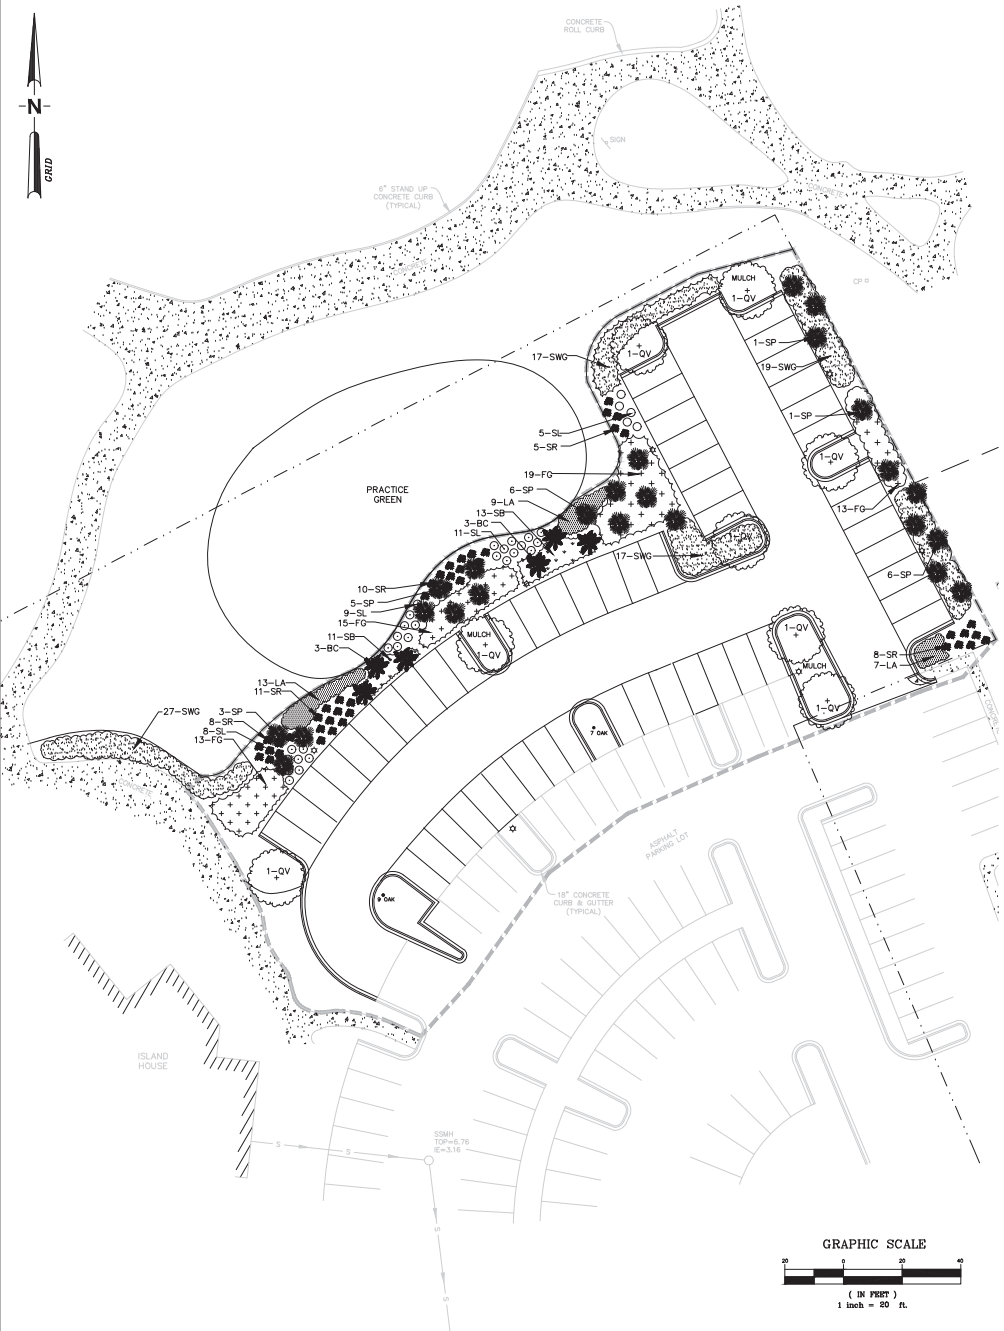 CONCRETE
ROLL CURB
N
GRID
SIGN
6" STAND UP
CONCRETE CURB
(TYPICAL)
CONCRETE
CONCRETE
CP
MULCH
1-QV
1-QV
17-SWG
1-SP
19-SWG
1-SP
5-SL
5-SR
1-QV
19-FG
6-SP
9-LA
13-SB
3-BC
11-SL
PRACTICE
GREEN
13-FG
1-QV
17-SWG
6-SP
10-SR
5-SP
9-SL
15-FG
11-SB
3-BC
MULCH
1-QV
1-QV
MULCH
1-QV
8-SR
7-LA
13-LA
11-SR
3-SP
8-SR
8-SL
13-FG
27-SWG
7 OAK
CONCRETE
ASPHALT
PARKING LOT
1-QV
9 OAK
18" CONCRETE
CURB & GUTTER
(TYPICAL)
ISLAND
HOUSE
SSMH
TOP=6.76
IE=3.16
S
S
S
S
GRAPHIC SCALE
20 0 20 40
( IN FEET )
1 inch = 20 ft.